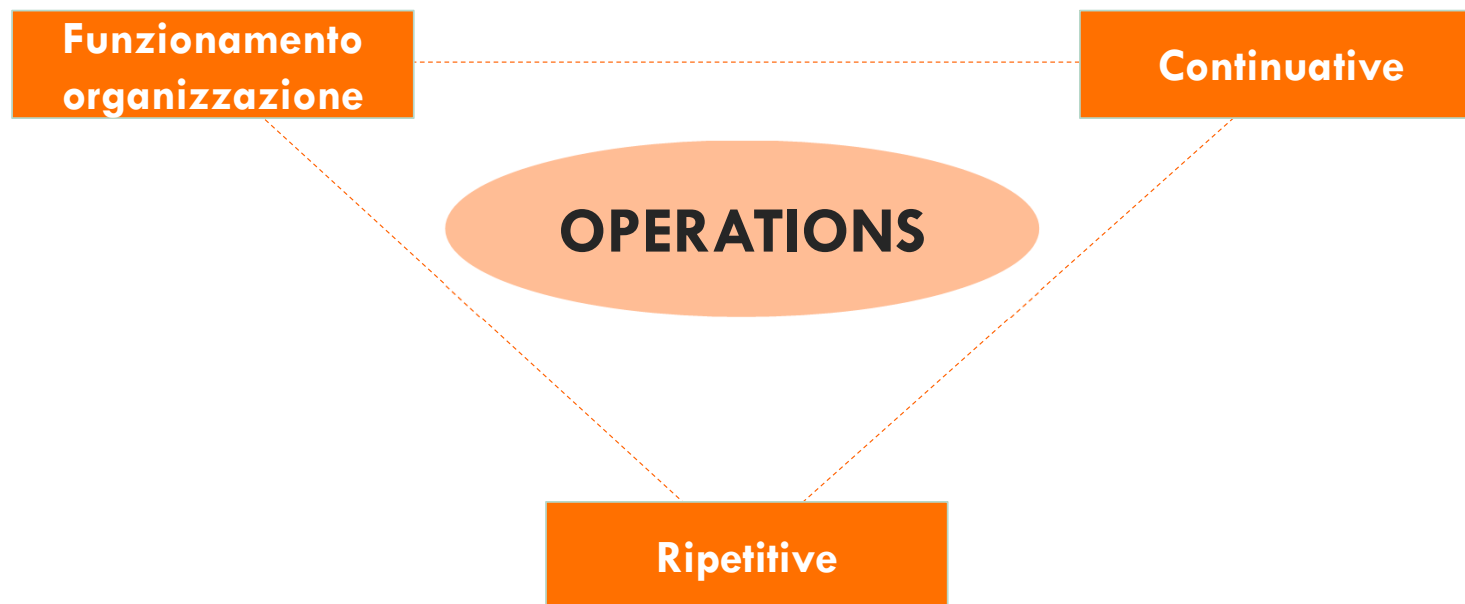 Funzionamento
organizzazione
Continuative
OPERATIONS
Ripetitive